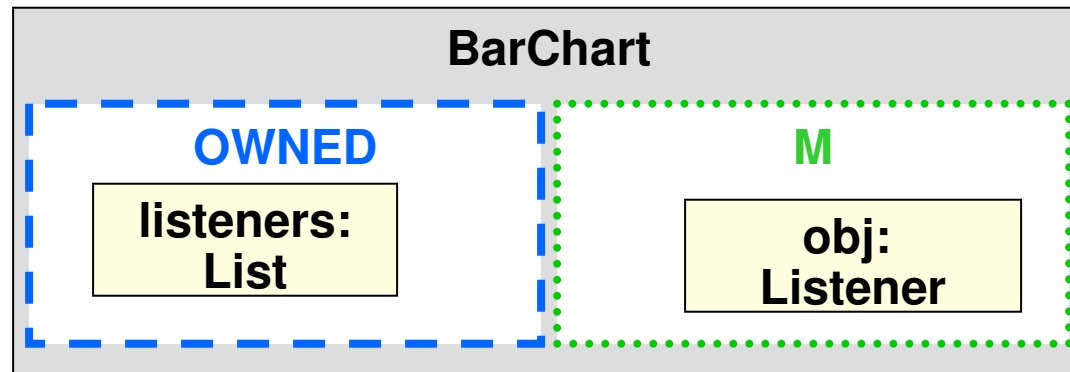 BarChart
OWNED
listeners:
List
M
obj:
Listener